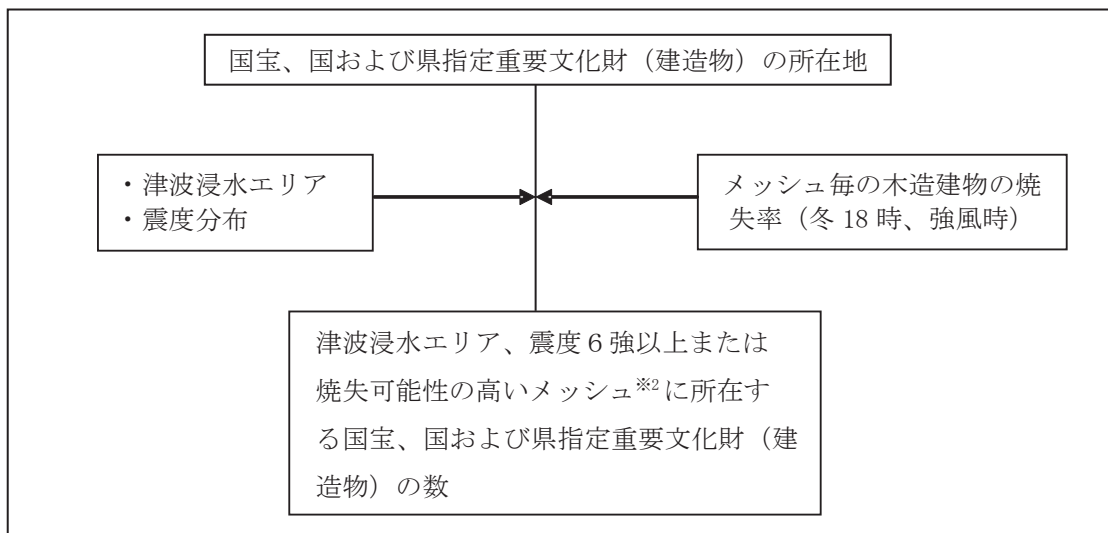 国宝、国および県指定重要文化財（建造物）の所在地
・津波浸水エリア
・震度分布
メッシュ毎の木造建物の焼
失率（冬 18 時、強風時）
津波浸水エリア、震度６強以上または
焼失可能性の高いメッシュ※2に所在す
る国宝、国および県指定重要文化財（建
造物）の数